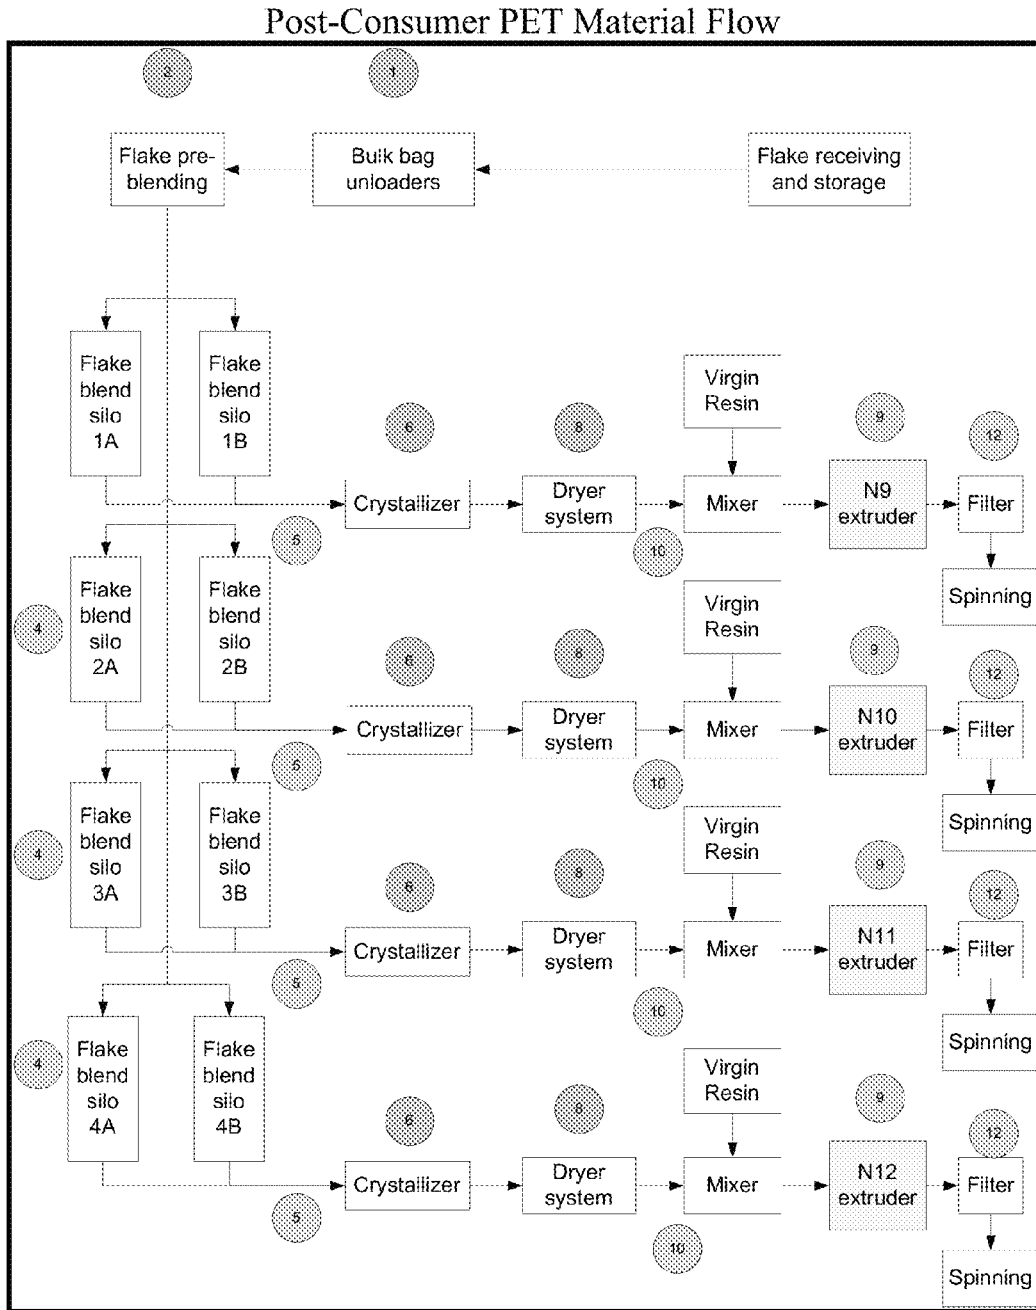 Post-Consumer PET Material Flow
2
1
Flake pre-
blending
Bulk bag
unloaders
Flake receiving
and storage
Flake
blend
silo
1A
Flake
blend
silo
1B
Virgin
Resin
6
8
9
12
Crystallizer
Dryer
system
Mixer
N9
extruder
Filter
5
10
Spinning
4
Flake
blend
silo
2A
Flake
blend
silo
2B
Virgin
Resin
6
8
9
12
Crystallizer
Dryer
system
Mixer
N10
extruder
Filter
5
10
Spinning
4
Flake
blend
silo
3A
Flake
blend
silo
3B
Virgin
Resin
6
8
9
12
Crystallizer
Dryer
system
Mixer
N11
extruder
Filter
5
10
Spinning
4
Flake
blend
silo
4A
Flake
blend
silo
4B
Virgin
Resin
6
8
9
12
Crystallizer
Dryer
system
Mixer
N12
extruder
Filter
5
10
Spinning